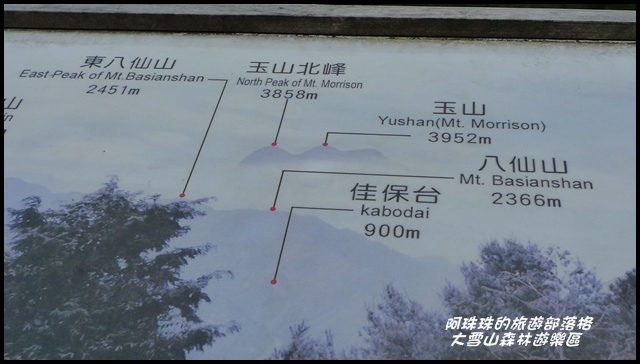 東八仙山
East Peak of Mt.Basianshan
2451m
玉山北峰
North Peak of Mt. Morrison
3858m
山
in
玉山
Yushan(Mt. Morrison)
3952m
八仙山
Mt. Basianshan
2366m
佳保台
kabodai
900m
阿珠珠的旅遊部落格
大雪山森林遊樂區